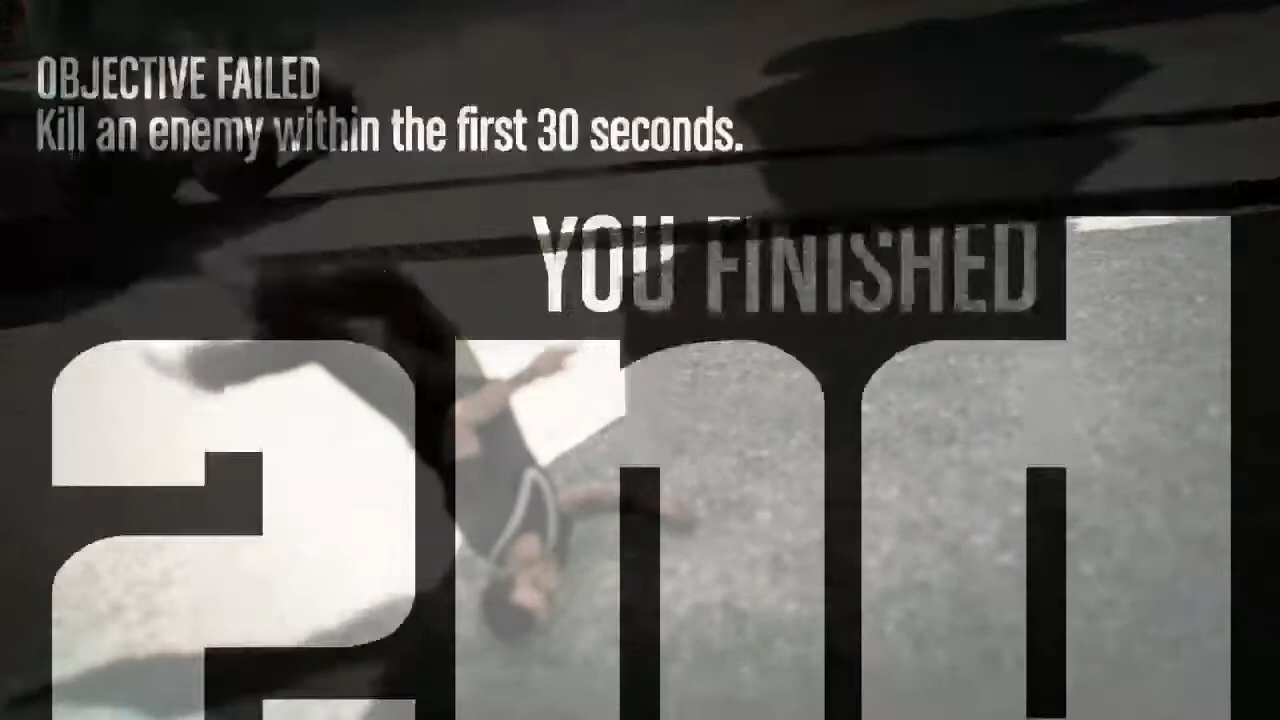 OBJECTIVE FAILED
Kill an enemy within the first 30 seconds.
YOU FINISHED
2nd